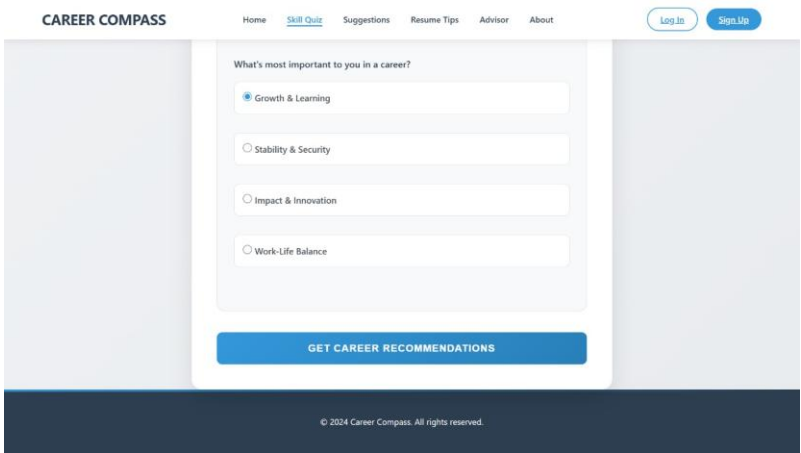 CAREER COMPASS
Home
Skill Quiz
Suggestions
Resume Tips
Advisor
About
Log In
Sign Up
What's most important to you in a career?
Growth & Learning
Stability & Security
Impact & Innovation
Work-Life Balance
GET CAREER RECOMMENDATIONS
© 2024 Career Compass. All rights reserved.